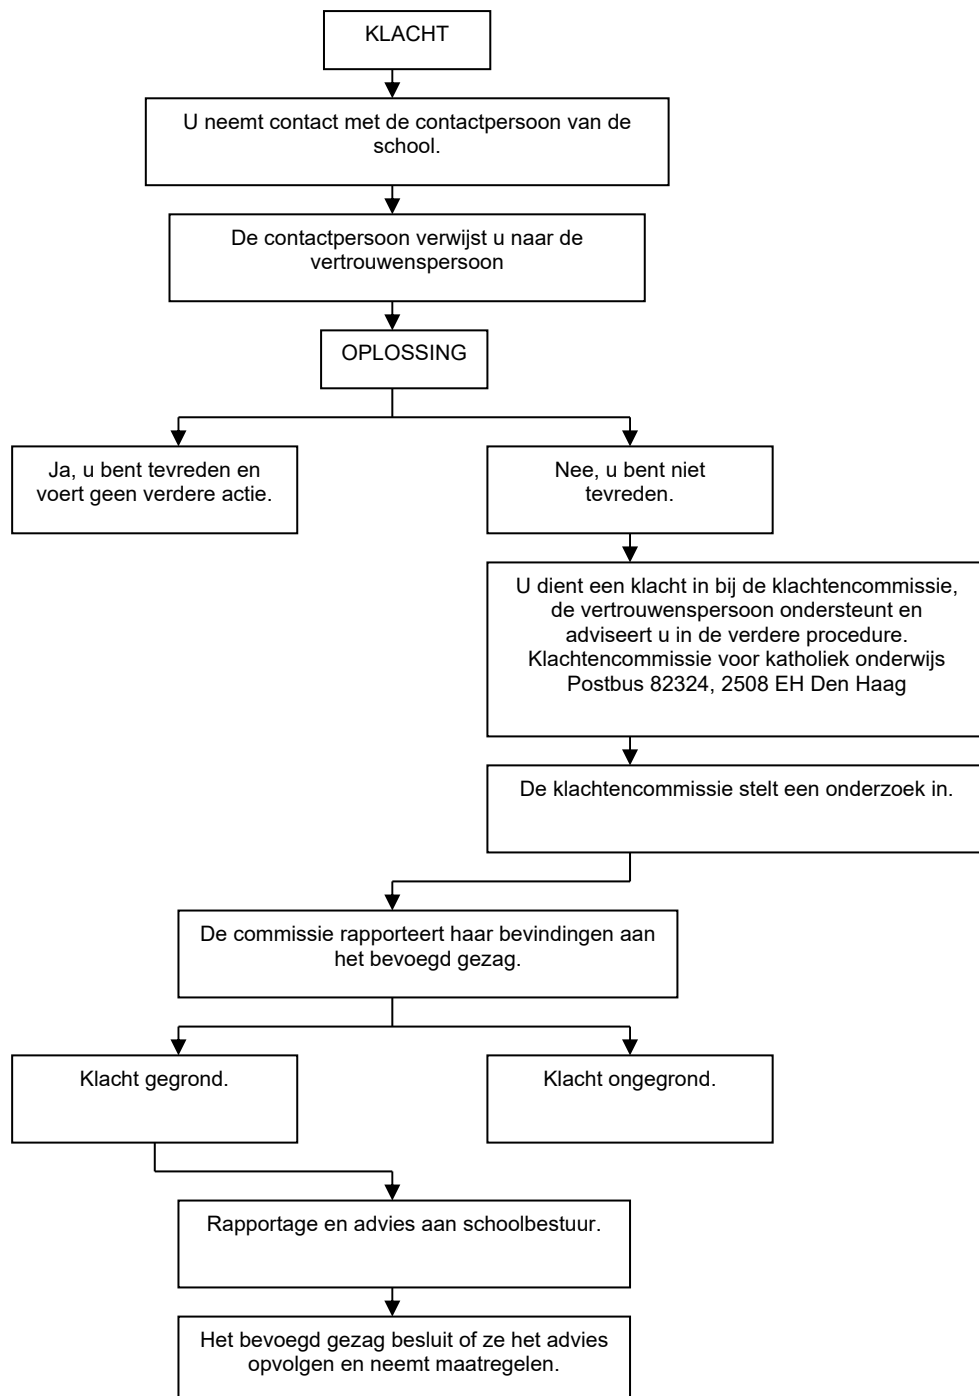 KLACHT
U neemt contact met de contactpersoon van de
school.
De contactpersoon verwijst u naar de
vertrouwenspersoon
OPLOSSING
Ja, u bent tevreden en
voert geen verdere actie.
Nee, u bent niet
tevreden.
U dient een klacht in bij de klachtencommissie,
de vertrouwenspersoon ondersteunt en
adviseert u in de verdere procedure.
Klachtencommissie voor katholiek onderwijs
Postbus 82324, 2508 EH Den Haag
De klachtencommissie stelt een onderzoek in.
De commissie rapporteert haar bevindingen aan
het bevoegd gezag.
Klacht gegrond.
Klacht ongegrond.
Rapportage en advies aan schoolbestuur.
Het bevoegd gezag besluit of ze het advies
opvolgen en neemt maatregelen.